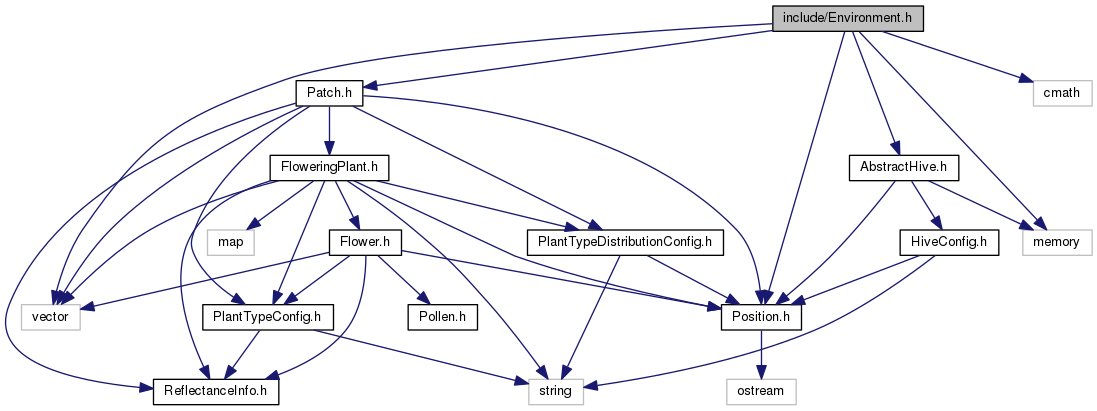 include/Environment.h
Patch.h
cmath
FloweringPlant.h
AbstractHive.h
map
Flower.h
PlantTypeDistributionConfig.h
HiveConfig.h
memory
vector
PlantTypeConfig.h
Pollen.h
Position.h
ReflectanceInfo.h
string
ostream